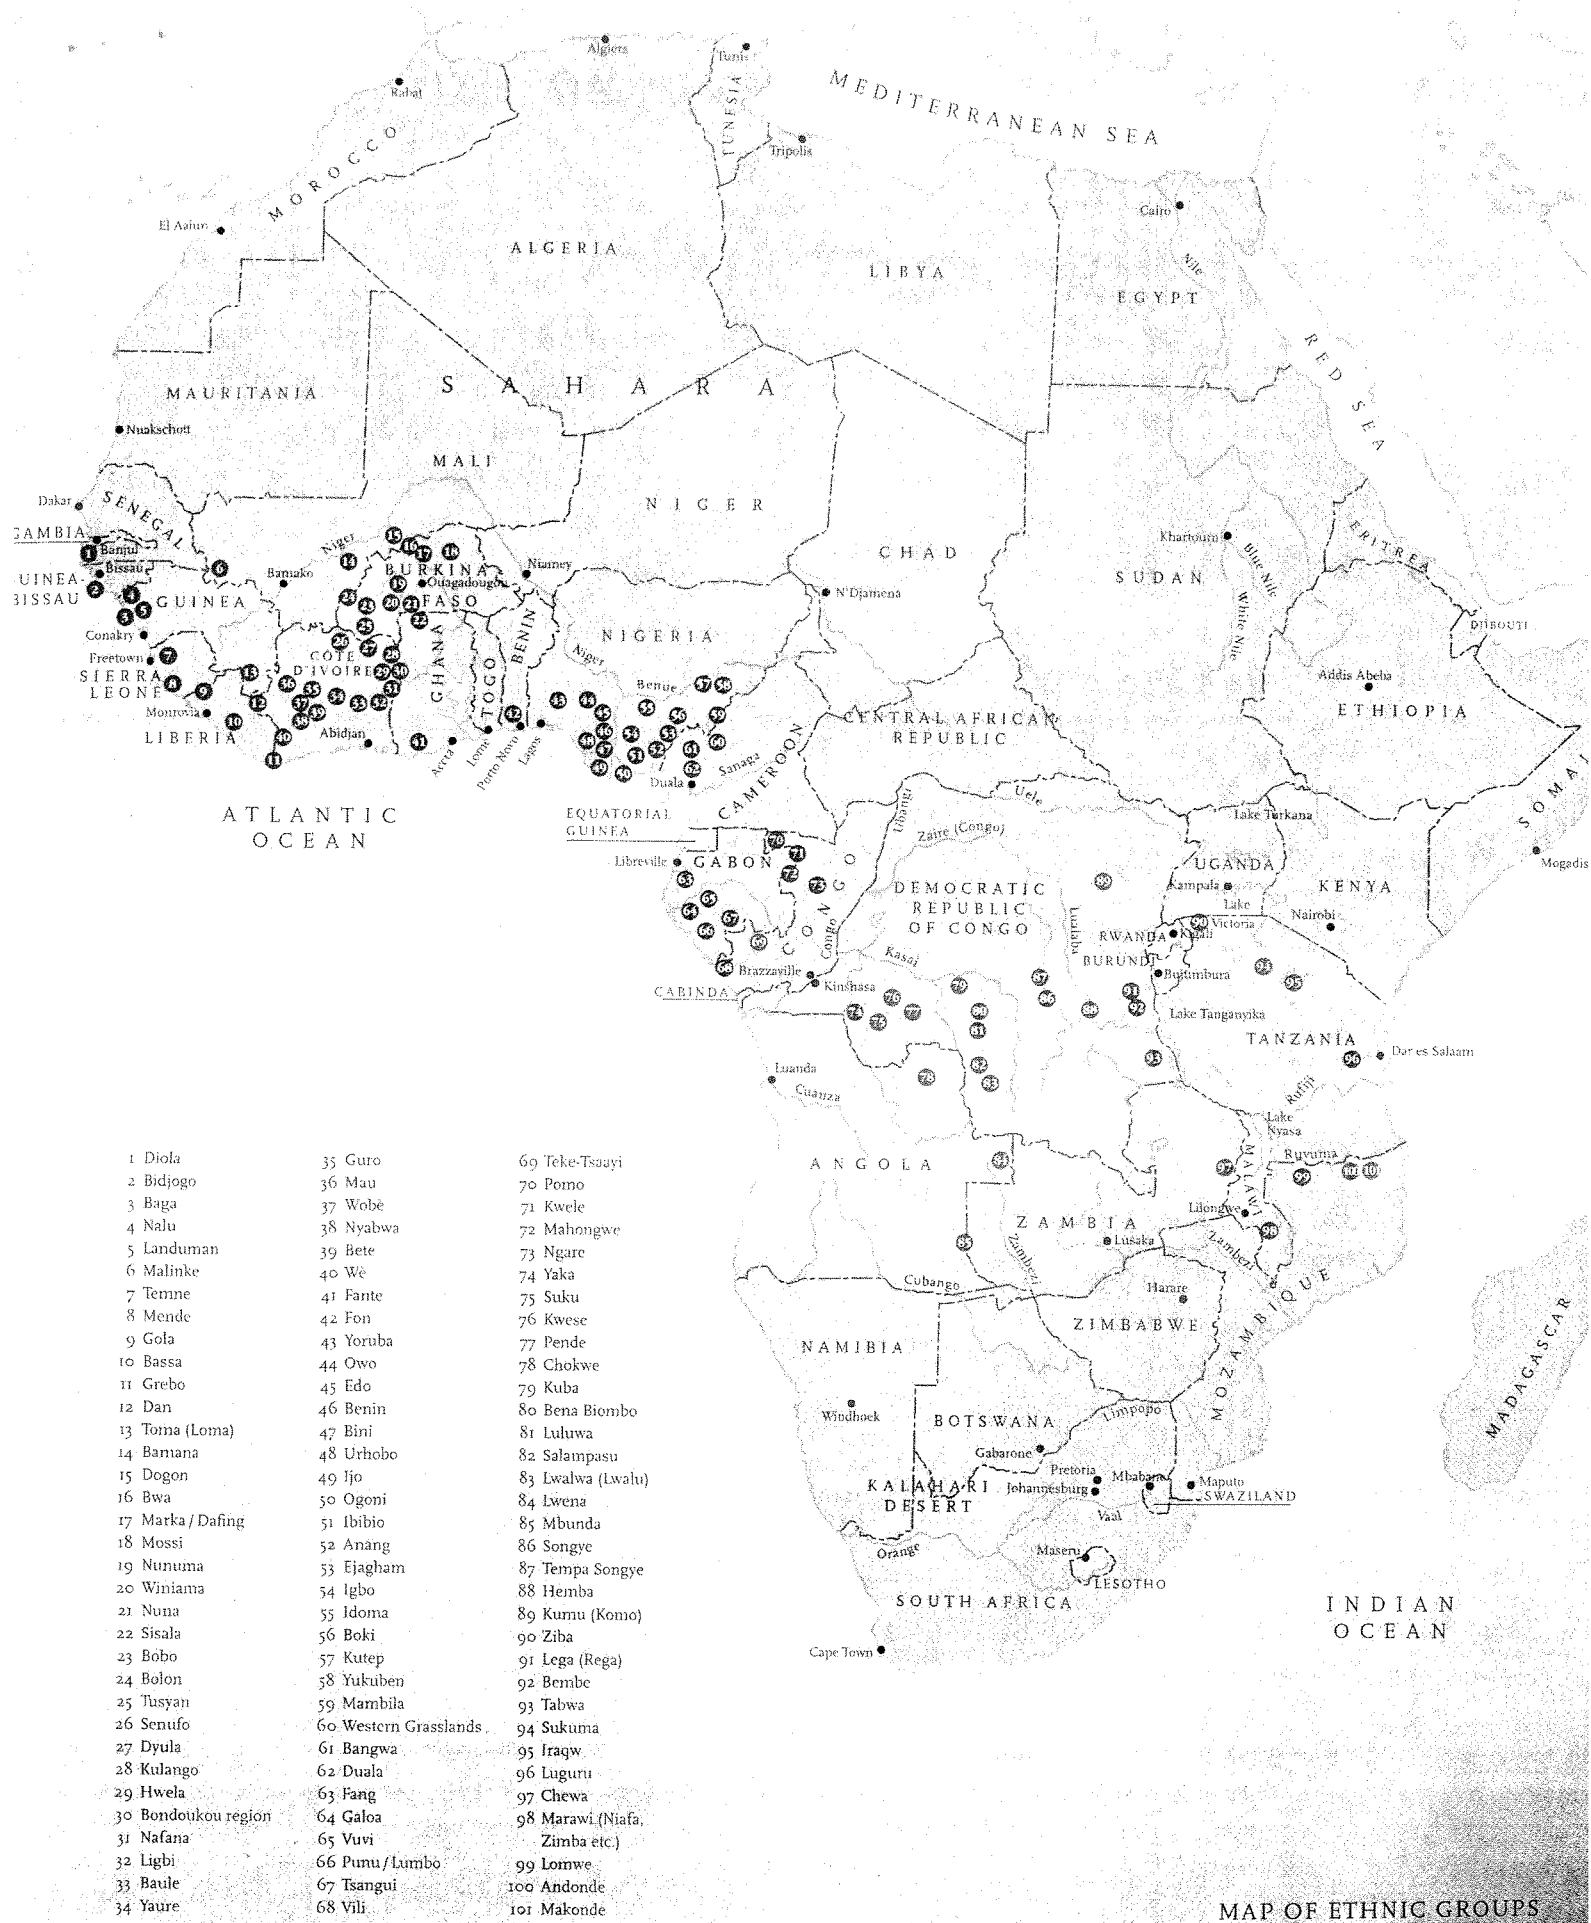 Algiers
Tunis
Rabat
MEDITERRANEAN SEA
TUNESIA
Tripolis
MOROCCO
El Aaiun
Cairo
ALGERIA
LIBYA
Nile
EGYPT
RED SEA
MAURITANIA
SAHARA
Nuakschott
MALI
Dakar
SENEGAL
NIGER
GAMBIA
Banjul
Niger
Khartoum
ERITREA
CHAD
Bissau
UINEA-
BISSAU
GUINEA
Bamako
BURKINA
Ouagadougou
FASO
Niamey
Blue Nile
SUDAN
N'Djamena
White Nile
DJIBOUTI
Conakry
NIGERIA
BENIN
Freetown
COTE
D'IVOIRE
GHANA
TOGO
Niger
SIERRA
LEONE
Benue
Addis Abeba
Monrovia
ETHIOPIA
CENTRAL AFRICAN
REPUBLIC
LIBERIA
Abidjan
Accra
Lome
Porto Novo
Lagos
Sanaga
CAMEROON
Duala
ATLANTIC
OCEAN
EQUATORIAL
GUINEA
Ubangi
Uele
Lake Turkana
SOMAL
Zaire (Congo)
Libreville
GABON
UGANDA
Mogadis
DEMOCRATIC
REPUBLIC
OF CONGO
Kampala
KENYA
CONGO
Congo
Lualaba
Lake
Victoria
Nairobi
RWANDA
Kigali
Kasai
BURUNDI
Bujumbura
Brazzaville
Kinshasa
CABINDA
Lake Tanganyika
TANZANIA
Dar es Salaam
Luanda
Cuanza
Rufiji
Lake
Nyasa
ANGOLA
MALAWI
Ruvuma
Lilongwe
ZAMBIA
Lusaka
Zambezi
Zambezi
Cubango
Harare
MOZAMBIQUE
ZIMBABWE
NAMIBIA
MADAGASCAR
Windhoek
BOTSWANA
Limpopo
Gabarone
Pretoria
Mbabane
Maputo
KALAHARI
DESERT
Johannesburg
SWAZILAND
Vaal
Orange
Maseru
LESOTHO
SOUTH AFRICA
INDIAN
OCEAN
Cape Town
1 Diola
2 Bidjogo
3 Baga
4 Nalu
5 Landuman
6 Malinke
7 Temne
8 Mende
9 Gola
10 Bassa
11 Grebo
12 Dan
13 Toma (Loma)
14 Bamana
15 Dogon
16 Bwa
17 Marka / Dafing
18 Mossi
19 Nunuma
20 Winiama
21 Nuna
22 Sisala
23 Bobo
24 Bolon
25 Tusyan
26 Senufo
27 Dyula
28 Kulango
29 Hwela
30 Bondoukou region
31 Nafana
32 Ligbi
33 Baule
34 Yaure
35 Guro
36 Mau
37 Wobè
38 Nyabwa
39 Bete
40 Wè
41 Fante
42 Fon
43 Yoruba
44 Owo
45 Edo
46 Benin
47 Bini
48 Urhobo
49 Ijo
50 Ogoni
51 Ibibio
52 Anang
53 Ejagham
54 Igbo
55 Idoma
56 Boki
57 Kutep
58 Yukuben
59 Mambila
60 Western Grasslands
61 Bangwa
62 Duala
63 Fang
64 Galoa
65 Vuvi
66 Punu / Lumbo
67 Tsangui
68 Vili
69 Teke-Tsaayi
70 Pomo
71 Kwele
72 Mahongwe
73 Ngare
74 Yaka
75 Suku
76 Kwese
77 Pende
78 Chokwe
79 Kuba
80 Bena Biombo
81 Luluwa
82 Salampasu
83 Lwalwa (Lwalu)
84 Lwena
85 Mbunda
86 Songye
87 Tempa Songye
88 Hemba
89 Kumu (Komo)
90 Ziba
91 Lega (Rega)
92 Bembe
93 Tabwa
94 Sukuma
95 Iraqw
96 Luguru
97 Chewa
98 Marawi (Niafa,
Zimba etc.)
99 Lomwe
100 Andonde
101 Makonde
MAP OF ETHNIC GROUPS